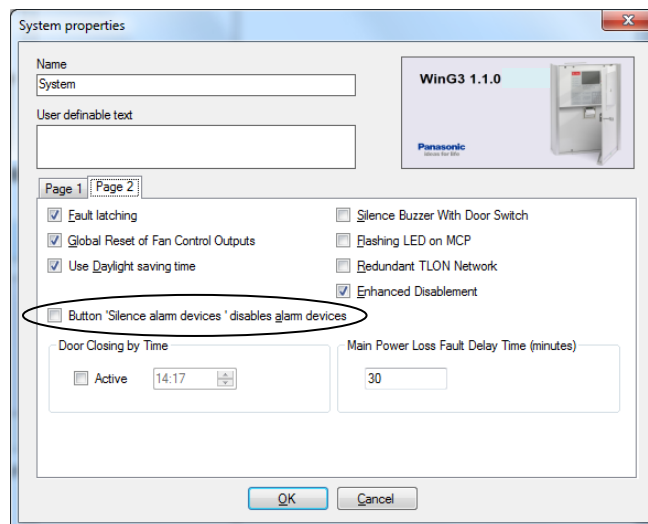 System properties
Name
System
User definable text
WinG3 1.1.0
Panasonic
ideas for life
Page 1 Page 2
Fault latching
Global Reset of Fan Control Outputs
Use Daylight saving time
Silence Buzzer With Door Switch
Flashing LED on MCP
Redundant TLON Network
Enhanced Disablement
Button 'Silence alarm devices ' disables alarm devices
Door Closing by Time
Active 14:17
Main Power Loss Fault Delay Time (minutes)
30
OK Cancel